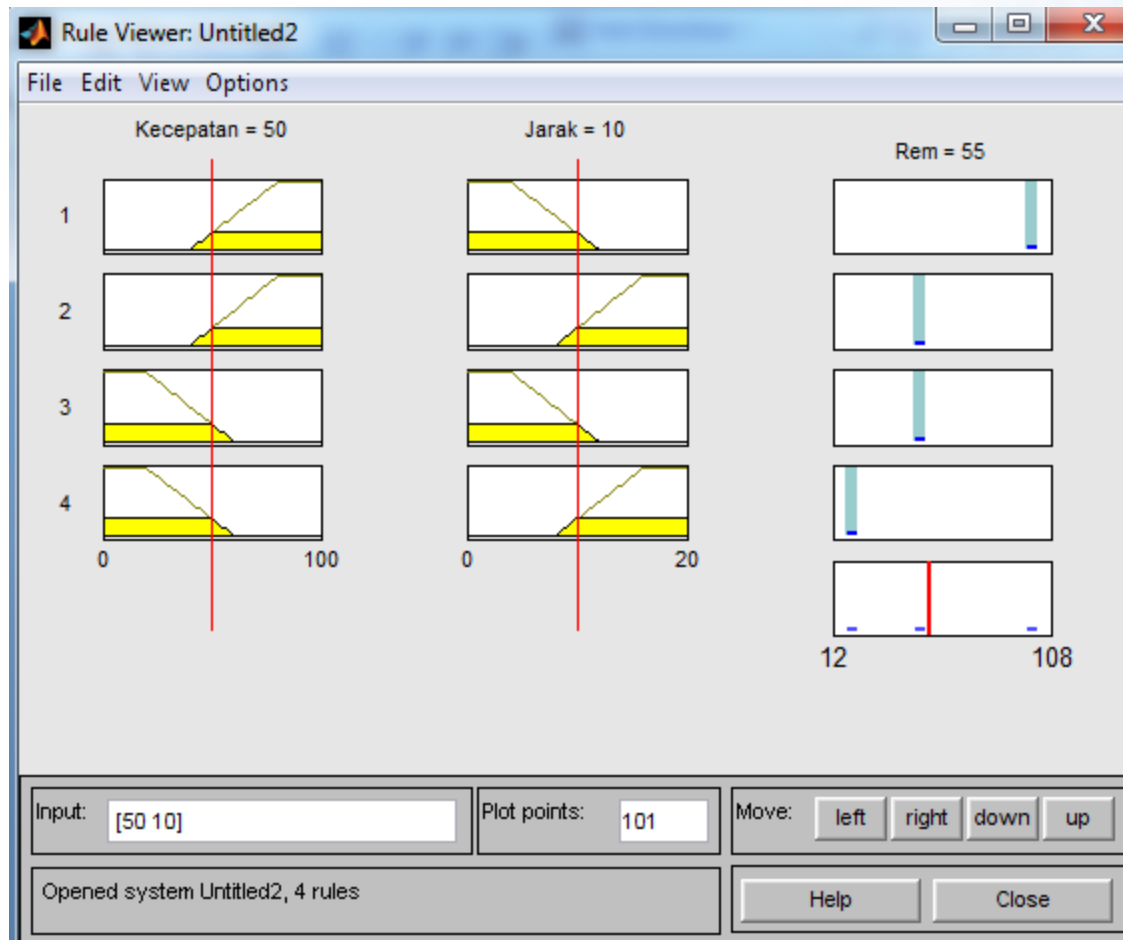 Rule Viewer: Untitled2
File Edit View Options
Kecepatan = 50
Jarak = 10
Rem = 55
1
2
3
4
0 100
0 20
12 108
Input: [50 10]
Plot points: 101
Move: left right down up
Opened system Untitled2, 4 rules
Help Close